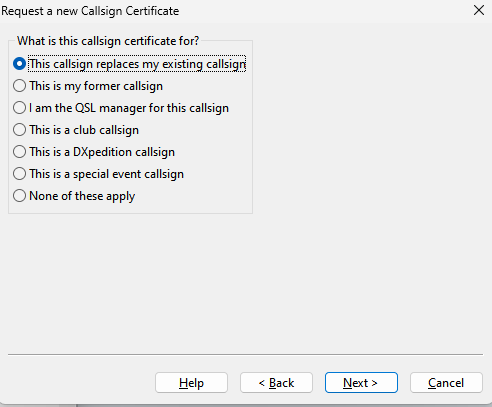 Request a new Callsign Certificate
What is this callsign certificate for?
This callsign replaces my existing callsign
This is my former callsign
I am the QSL manager for this callsign
This is a club callsign
This is a DXpedition callsign
This is a special event callsign
None of these apply
Help
< Back
Next >
Cancel